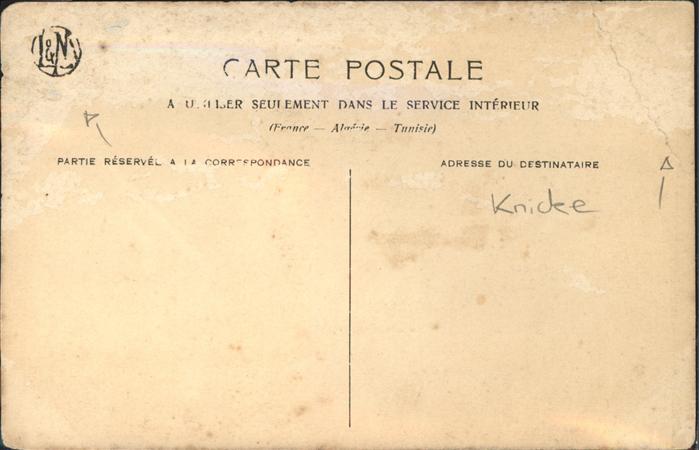 L&N
CARTE POSTALE
A UTILISER SEULEMENT DANS LE SERVICE INTÉRIEUR
(France — Algérie — Tunisie)
PARTIE RÉSERVÉE A LA CORRESPONDANCE
ADRESSE DU DESTINATAIRE
Knicke